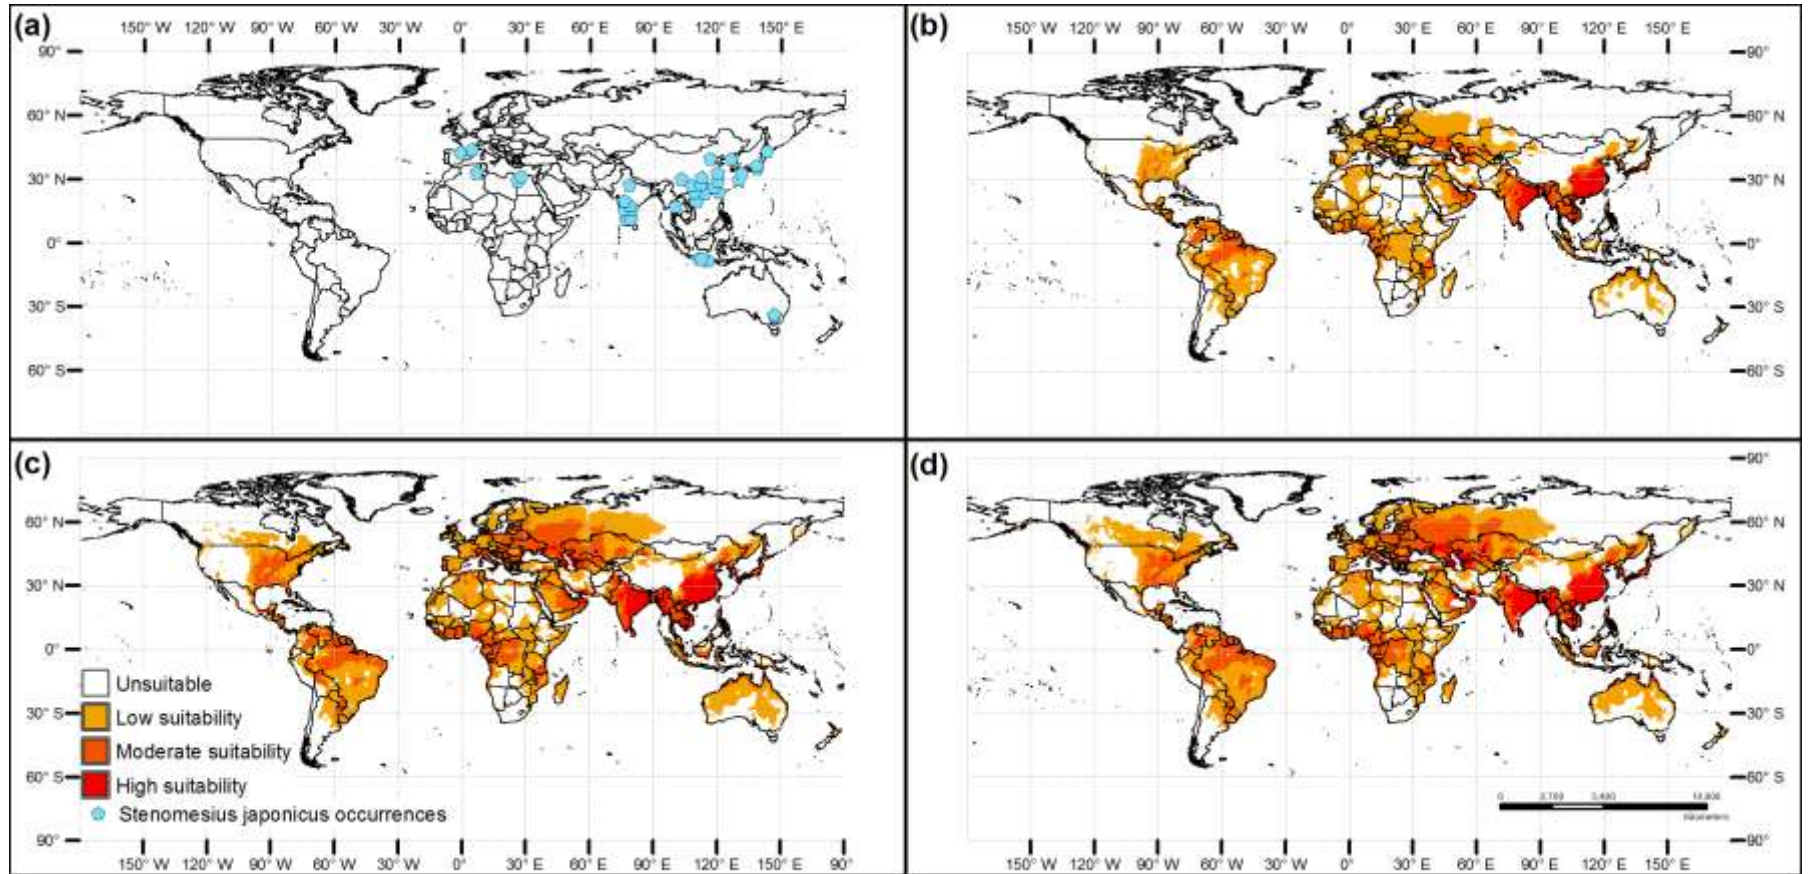 (a)
150° W 120° W 90° W 60° W 30° W 0° 30° E 60° E 90° E 120° E 150° E
90°
60° N
30° N
0°
30° S
60° S
(b)
150° W 120° W 90° W 60° W 30° W 0° 30° E 60° E 90° E 120° E 150° E
90°
60° N
30° N
0°
30° S
60° S
(c)
60° N
30° N
0°
30° S
60° S
90°
Unsuitable
Low suitability
Moderate suitability
High suitability
Stenomesius japonicus occurrences
150° W 120° W 90° W 60° W 30° W 0° 30° E 60° E 90° E 120° E 150° E 90°
(d)
90°
60° N
30° N
0°
30° S
60° S
90°
0
150° W 120° W 90° W 60° W 30° W 0° 30° E 60° E 90° E 120° E 150° E